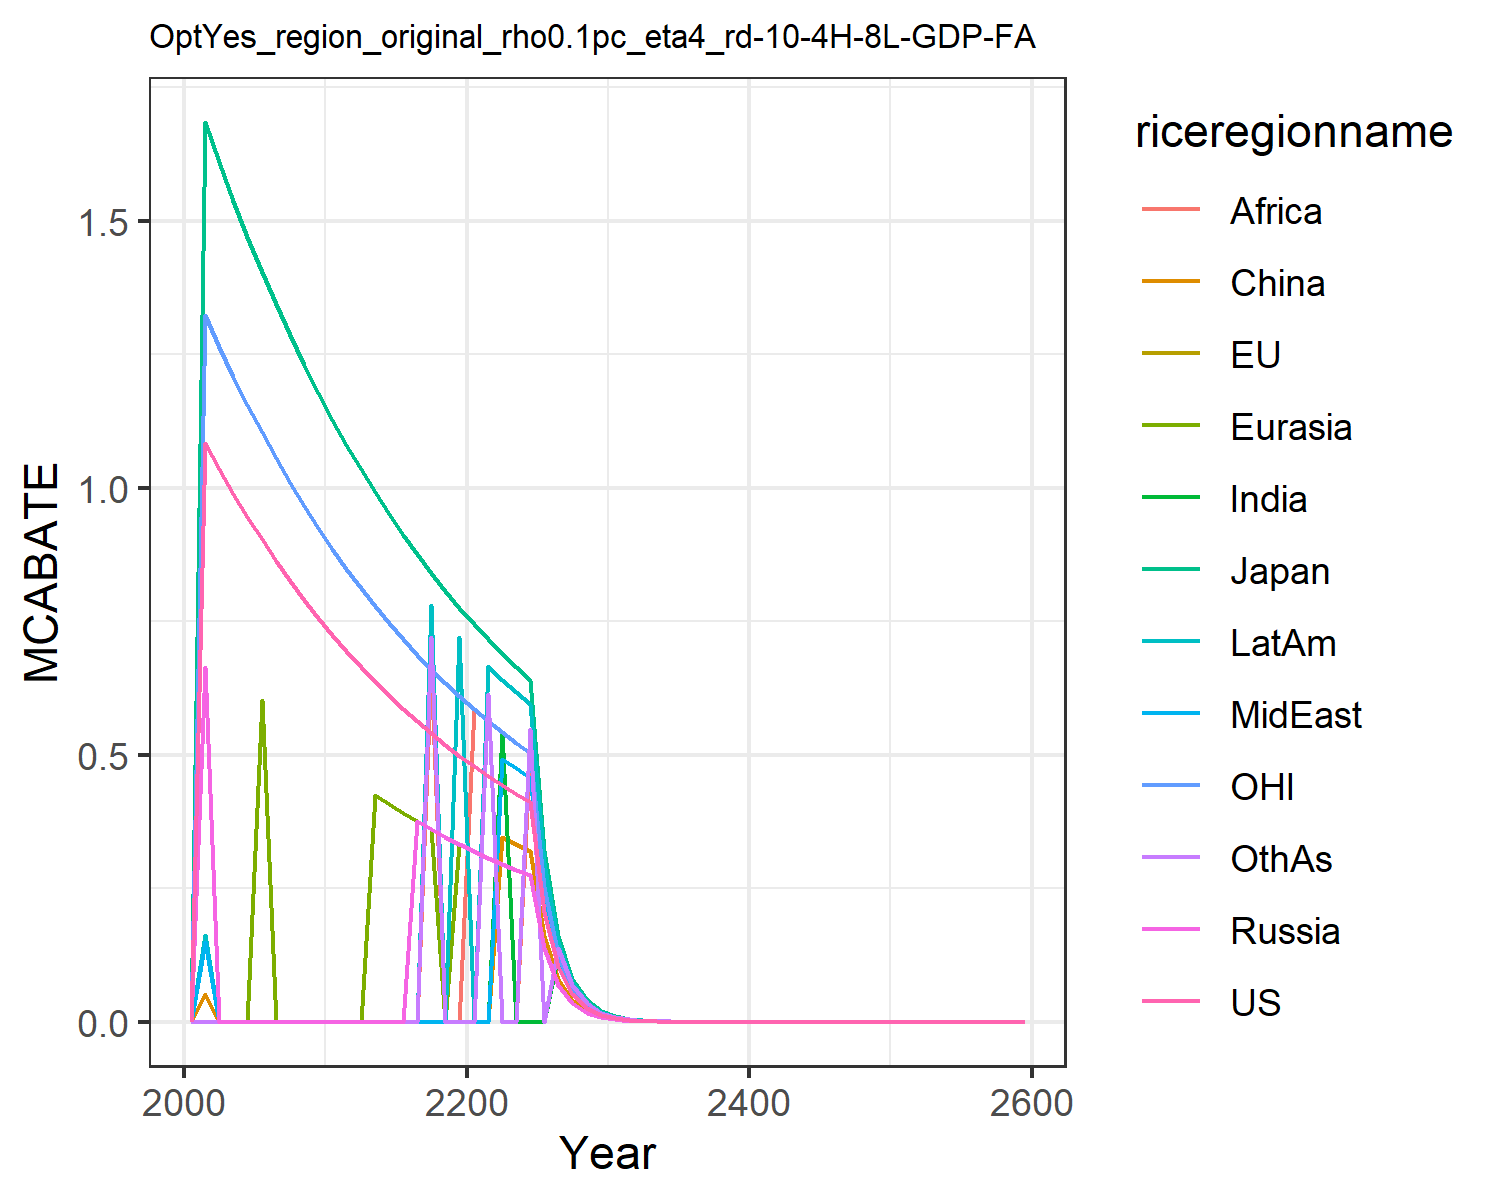 OptYes_region_original_rho0.1pc_eta4_rd-10-4H-8L-GDP-FA
MCABATE
1.5
1.0
0.5
0.0
2000
2200
2400
2600
Year
riceregionname
Africa
China
EU
Eurasia
India
Japan
LatAm
MidEast
OHI
OthAs
Russia
US